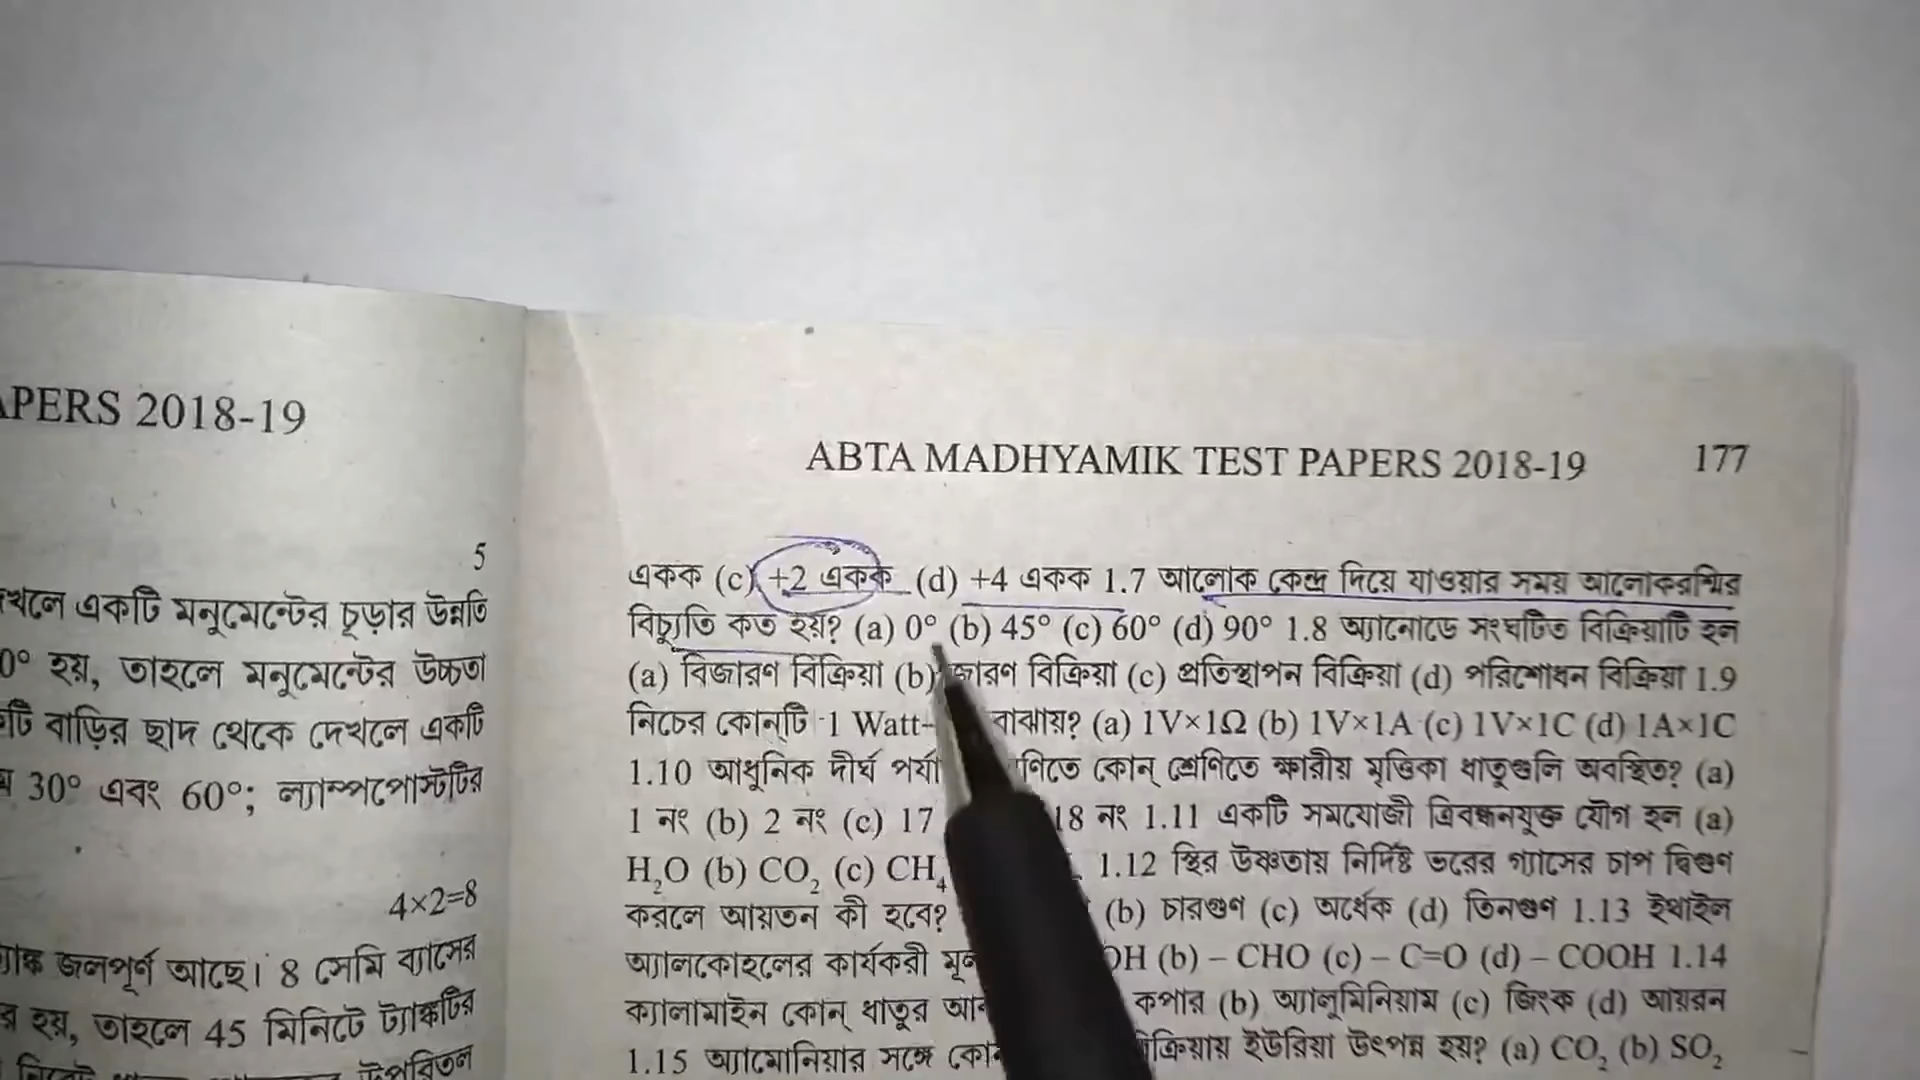 PERS 2018-19
5
একটি মনুমেন্টের চূড়ার উন্নতি
0° হয়, তাহলে মনুমেন্টের উচ্চতা
বাড়ির ছাদ থেকে দেখলে একটি
30° এবং 60°; ল্যাম্পপোস্টটির
4×2=8
জলপূর্ণ আছে। 8 সেমি ব্যাসের
হয়, তাহলে 45 মিনিটে ট্যাঙ্কটির
ABTA MADHYAMIK TEST PAPERS 2018-19 177
একক (c) +2 একক (d) +4 একক 1.7 আলোক কেন্দ্র দিয়ে যাওয়ার সময় আলোকরশ্মির
বিচ্যুতি কত হয়? (a) 0° (b) 45° (c) 60° (d) 90° 1.8 অ্যানোডে সংঘটিত বিক্রিয়াটি হল
(a) বিজারণ বিক্রিয়া (b) জারণ বিক্রিয়া (c) প্রতিস্থাপন বিক্রিয়া (d) পরিশোধন বিক্রিয়া 1.9
নিচের কোন্‌টি 1 Watt- বোঝায়? (a) 1V×1Ω (b) 1V×1A (c) 1V×1C (d) 1A×1C
1.10 আধুনিক দীর্ঘ কোন্ শ্রেণিতে ক্ষারীয় মৃত্তিকা ধাতুগুলি অবস্থিত? (a)
1 নং (b) 2 নং (c) 17 18 নং 1.11 একটি সমযোজী ত্রিবন্ধনযুক্ত যৌগ হল (a)
H₂O (b) CO₂ (c) CH₄ 1.12 স্থির উষ্ণতায় নির্দিষ্ট ভরের গ্যাসের চাপ দ্বিগুণ
করলে আয়তন কী হবে? (b) চারগুণ (c) অর্ধেক (d) তিনগুণ 1.13 ইথাইল
অ্যালকোহলের কার্যকরী OH (b) – CHO (c) – C=O (d) – COOH 1.14
ক্যালামাইন কোন্ ধাতুর কপার (b) অ্যালুমিনিয়াম (c) জিংক (d) আয়রন
1.15 অ্যামোনিয়ার সঙ্গে বিক্রিয়ায় ইউরিয়া উৎপন্ন হয়? (a) CO₂ (b) SO₂